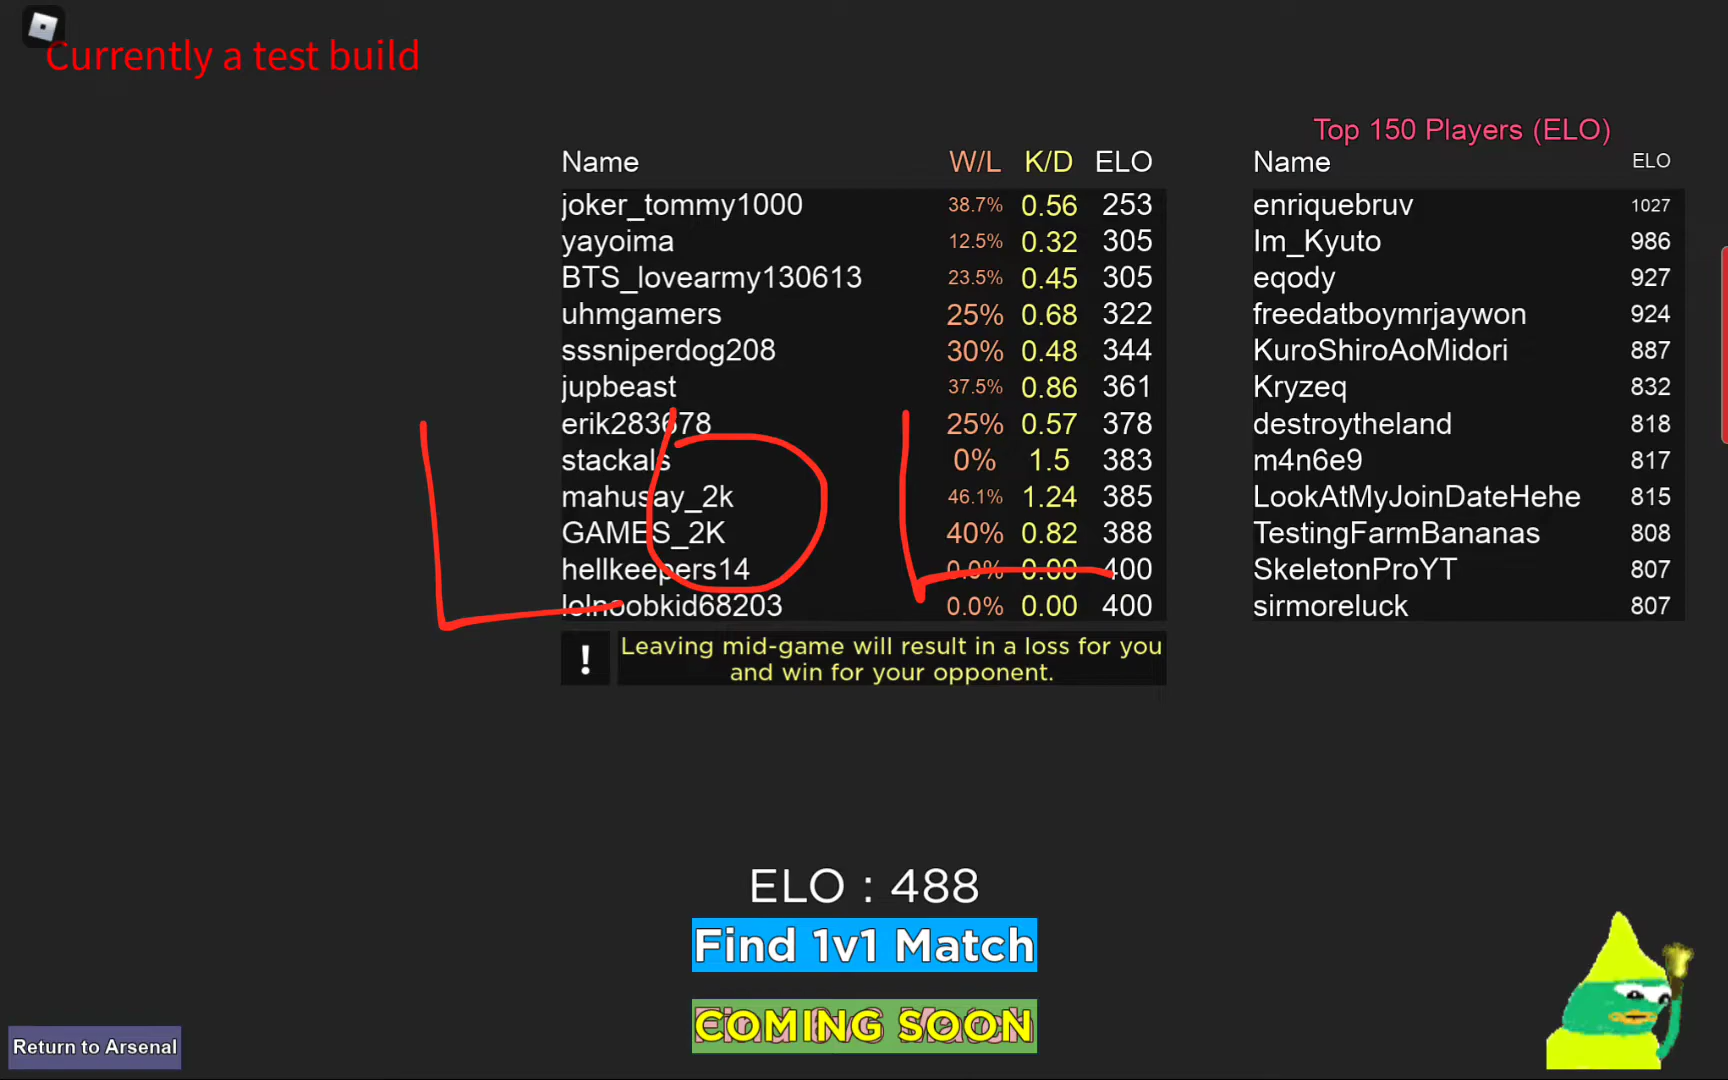 Currently a test build
Top 150 Players (ELO)
Name W/L K/D ELO
Name ELO
joker_tommy1000 38.7% 0.56 253
yayoima 12.5% 0.32 305
BTS_lovearmy130613 23.5% 0.45 305
uhmgamers 25% 0.68 322
sssniperdog208 30% 0.48 344
jupbeast 37.5% 0.86 361
erik283678 25% 0.57 378
stackals 0% 1.5 383
mahusay_2k 46.1% 1.24 385
GAMES_2K 40% 0.82 388
hellkeepers14 0.0% 0.00 400
lolnoobkid68203 0.0% 0.00 400
enriquebruv 1027
Im_Kyuto 986
eqody 927
freedatboymrjaywon 924
KuroShiroAoMidori 887
Kryzeq 832
destroytheland 818
m4n6e9 817
LookAtMyJoinDateHehe 815
TestingFarmBananas 808
SkeletonProYT 807
sirmoreluck 807
LOL
! Leaving mid-game will result in a loss for you
and win for your opponent.
ELO : 488
Find 1v1 Match
COMING SOON
Return to Arsenal